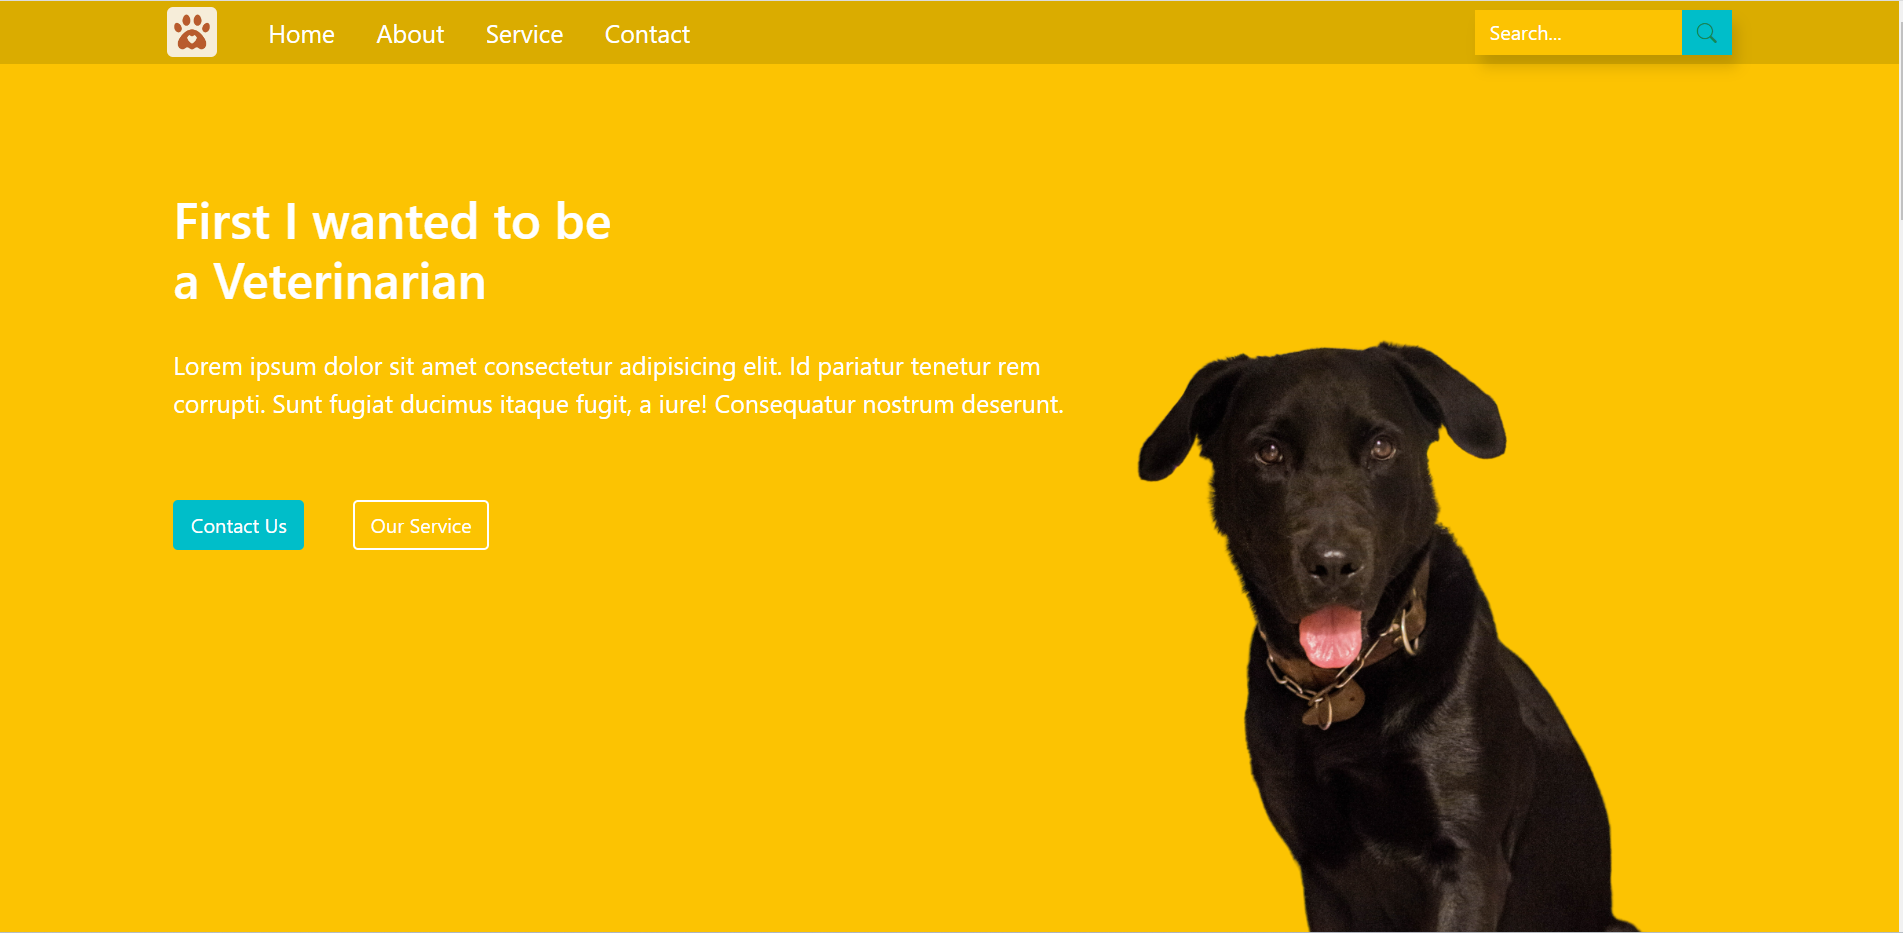 Home About Service Contact Search...
First I wanted to be
a Veterinarian
Lorem ipsum dolor sit amet consectetur adipisicing elit. Id pariatur tenetur rem
corrupti. Sunt fugiat ducimus itaque fugit, a iure! Consequatur nostrum deserunt.
Contact Us Our Service